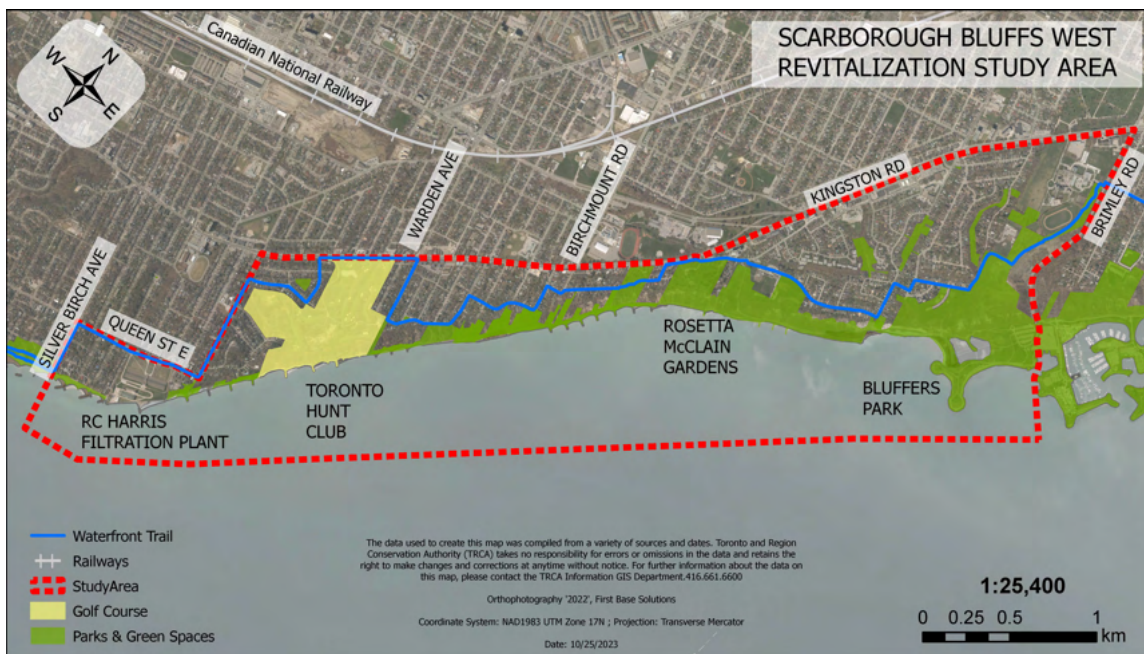 SCARBOROUGH BLUFFS WEST
REVITALIZATION STUDY AREA
N
W
E
S
Canadian National Railway
WARDEN AVE
BIRCHMOUNT RD
KINGSTON RD
BRIMLEY RD
SILVER BIRCH AVE
QUEEN ST E
RC HARRIS
FILTRATION PLANT
TORONTO
HUNT
CLUB
ROSETTA
McCLAIN
GARDENS
BLUFFERS
PARK
Waterfront Trail
Railways
StudyArea
Golf Course
Parks & Green Spaces
The data used to create this map was compiled from a variety of sources and dates. Toronto and Region
Conservation Authority (TRCA) takes no responsibility for errors or omissions in the data and retains the
right to make changes and corrections at anytime without notice. For further information about the data on
this map, please contact the TRCA Information GIS Department.416.661.6600
Orthophotography '2022', First Base Solutions
Coordinate System: NAD1983 UTM Zone 17N ; Projection: Transverse Mercator
Date: 10/25/2023
1:25,400
0 0.25 0.5 1
km